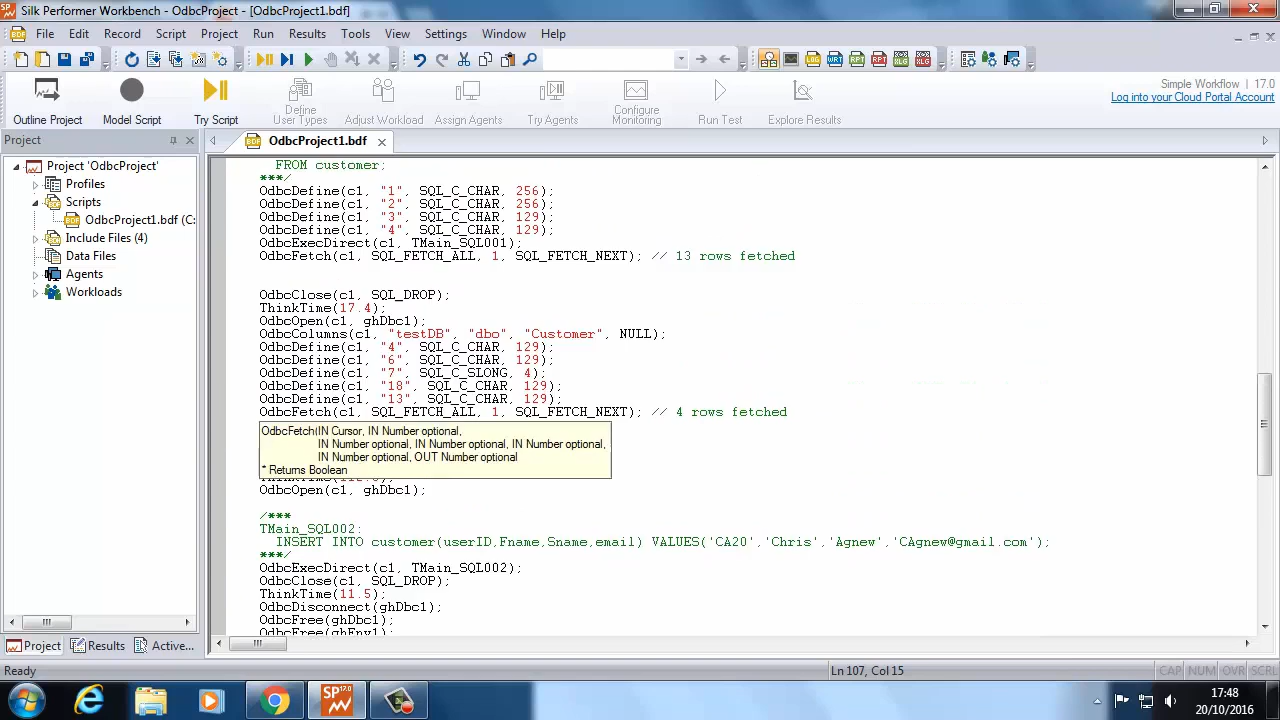 Silk Performer Workbench - OdbcProject - [OdbcProject1.bdf]
File Edit Record Script Project Run Results Tools View Settings Window Help
Outline Project
Model Script
Try Script
Define User Types
Adjust Workload
Assign Agents
Try Agents
Configure Monitoring
Run Test
Explore Results
Simple Workflow | 17.0
Log into your Cloud Portal Account
Project
OdbcProject1.bdf
Project 'OdbcProject'
Profiles
Scripts
OdbcProject1.bdf (C:
Include Files (4)
Data Files
Agents
Workloads
FROM customer;
***/
OdbcDefine(c1, "1", SQL_C_CHAR, 256);
OdbcDefine(c1, "2", SQL_C_CHAR, 256);
OdbcDefine(c1, "3", SQL_C_CHAR, 129);
OdbcDefine(c1, "4", SQL_C_CHAR, 129);
OdbcExecDirect(c1, TMain_SQL001);
OdbcFetch(c1, SQL_FETCH_ALL, 1, SQL_FETCH_NEXT); // 13 rows fetched
OdbcClose(c1, SQL_DROP);
ThinkTime(17.4);
OdbcOpen(c1, ghDbc1);
OdbcColumns(c1, "testDB", "dbo", "Customer", NULL);
OdbcDefine(c1, "4", SQL_C_CHAR, 129);
OdbcDefine(c1, "6", SQL_C_CHAR, 129);
OdbcDefine(c1, "7", SQL_C_SLONG, 4);
OdbcDefine(c1, "18", SQL_C_CHAR, 129);
OdbcDefine(c1, "13", SQL_C_CHAR, 129);
OdbcFetch(c1, SQL_FETCH_ALL, 1, SQL_FETCH_NEXT); // 4 rows fetched
OdbcFetch(IN Cursor, IN Number optional,
IN Number optional, IN Number optional, IN Number optional,
IN Number optional, OUT Number optional
* Returns Boolean
OdbcOpen(c1, ghDbc1);
/***
TMain_SQL002:
INSERT INTO customer(userID,Fname,Sname,email) VALUES('CA20','Chris','Agnew','CAgnew@gmail.com');
***/
OdbcExecDirect(c1, TMain_SQL002);
OdbcClose(c1, SQL_DROP);
ThinkTime(11.5);
OdbcDisconnect(ghDbc1);
OdbcFree(ghDbc1);
OdbcFree(ghEnv1);
Project Results Active...
Ready
Ln 107, Col 15
CAP NUM OVR SCRL
17:48
20/10/2016